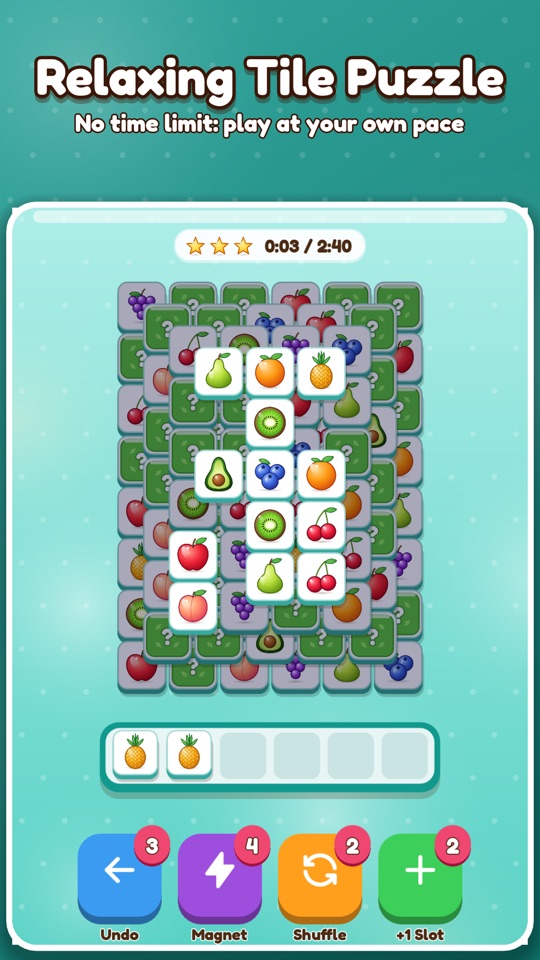 Relaxing Tile Puzzle
No time limit: play at your own pace
0:03 / 2:40
3
4
2
2
Undo
Magnet
Shuffle
+1 Slot